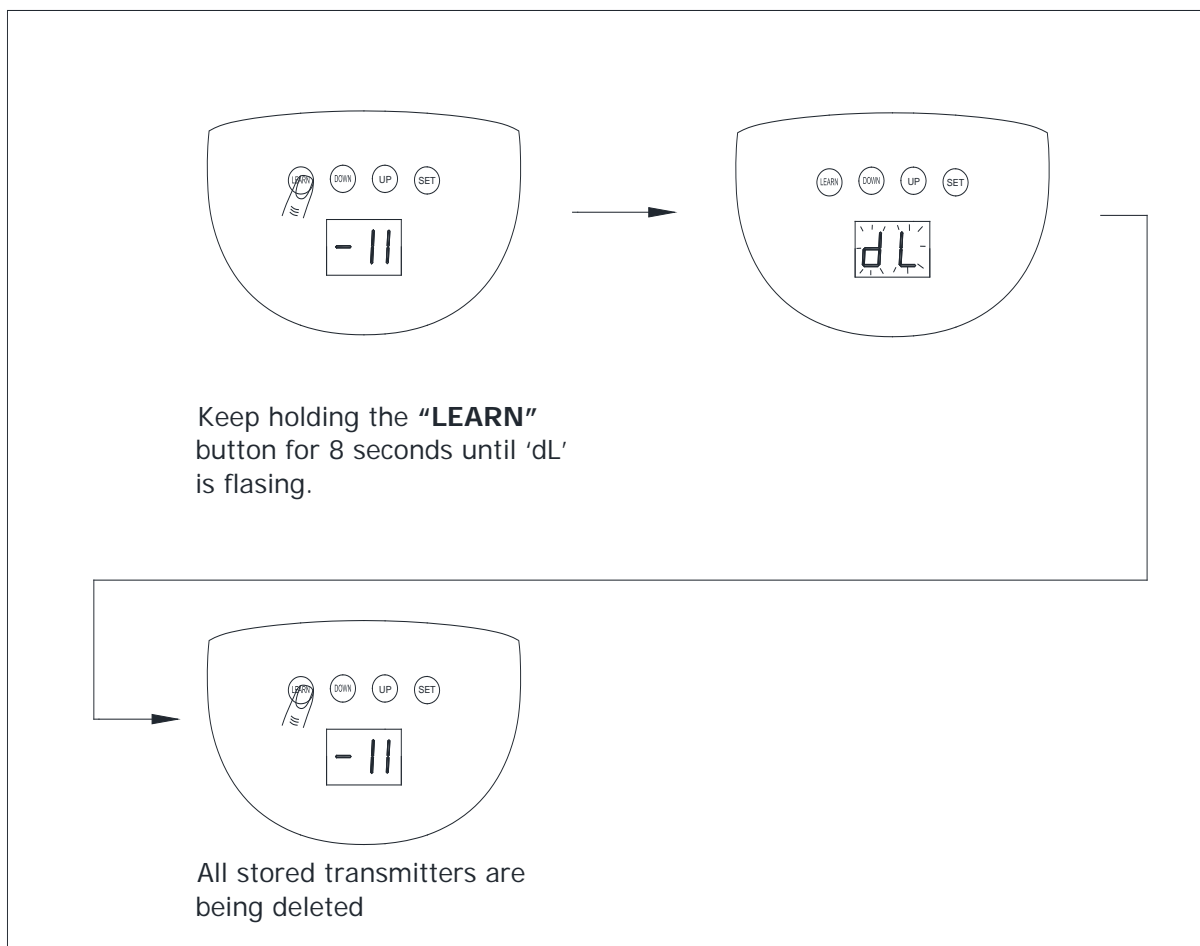 LEARN DOWN UP SET
-11
LEARN DOWN UP SET
dL
Keep holding the “LEARN”
button for 8 seconds until ‘dL’
is flasing.
LEARN DOWN UP SET
-11
All stored transmitters are
being deleted